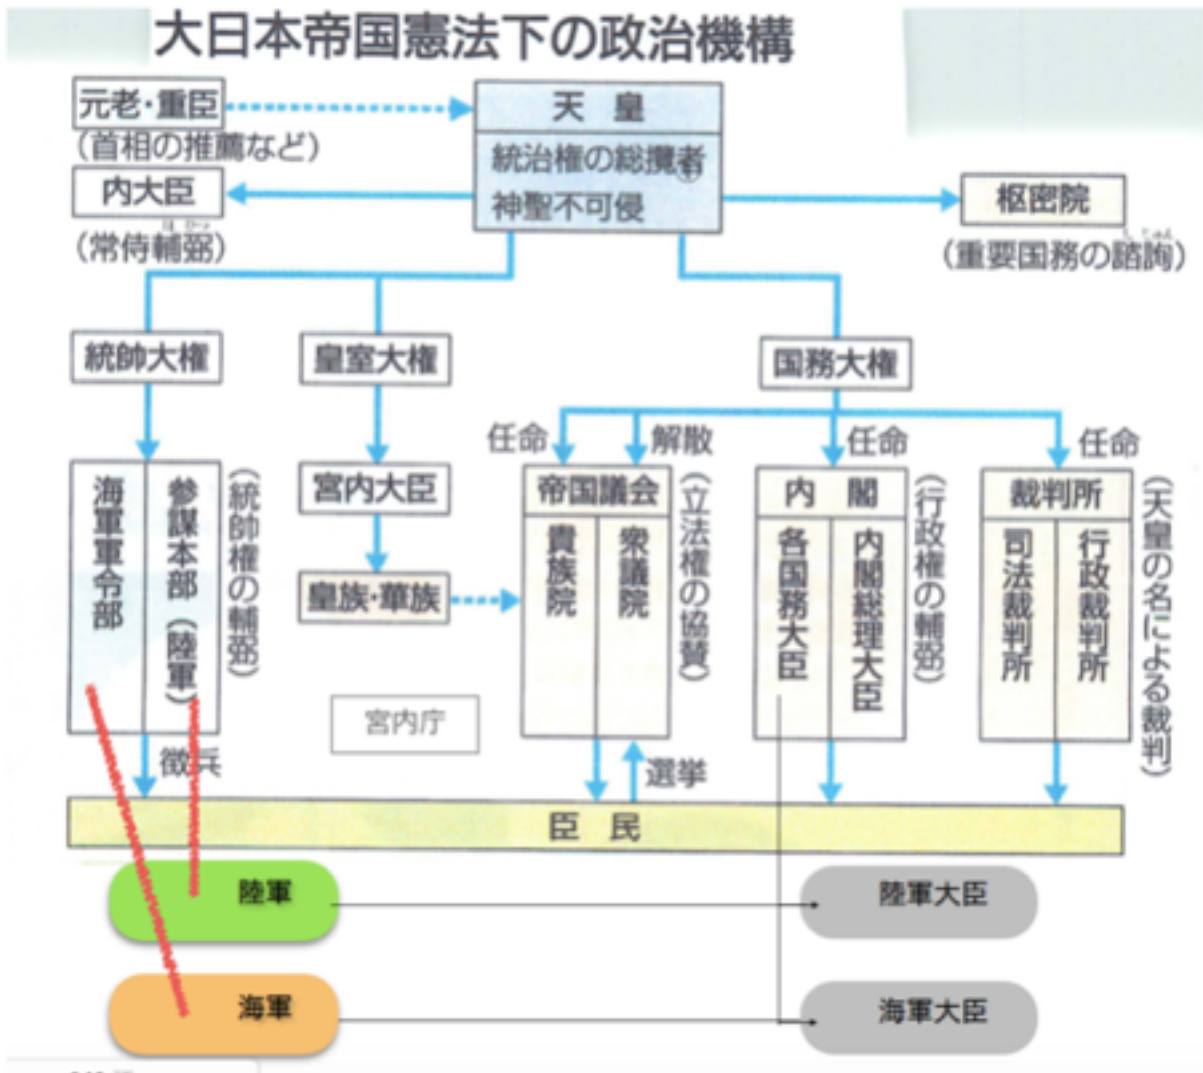 大日本帝国憲法下の政治機構
元老・重臣
(首相の推薦など)
天 皇
統治権の総攬者
神聖不可侵
内大臣
(常侍輔弼)
枢密院
(重要国務の諮詢)
統帥大権
皇室大権
国務大権
任命
解散
任命
任命
海軍軍令部
参謀本部(陸軍)
(統帥権の輔弼)
宮内大臣
皇族・華族
宮内庁
帝国議会
貴族院
衆議院
(立法権の協賛)
内 閣
各国務大臣
内閣総理大臣
(行政権の輔弼)
裁判所
司法裁判所
行政裁判所
(天皇の名による裁判)
徴兵
選挙
臣 民
陸軍
陸軍大臣
海軍
海軍大臣